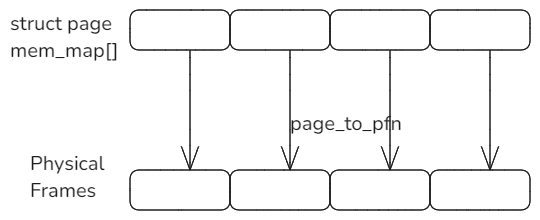 struct page
mem_map[]
page_to_pfn
Physical
Frames